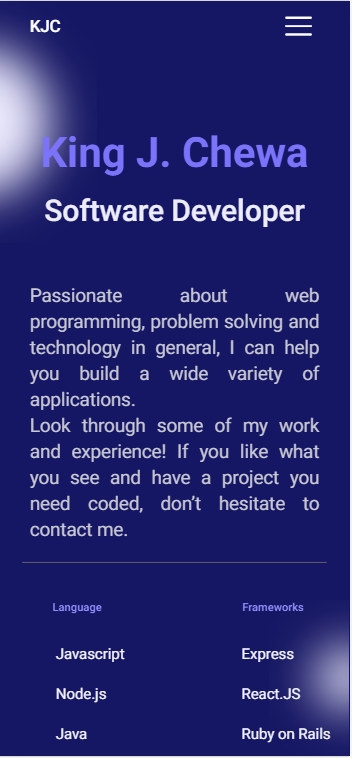 KJC
King J. Chewa
Software Developer
Passionate about web
programming, problem solving and
technology in general, I can help
you build a wide variety of
applications.
Look through some of my work
and experience! If you like what
you see and have a project you
need coded, don’t hesitate to
contact me.
Language Frameworks
Javascript Express
Node.js React.JS
Java Ruby on Rails